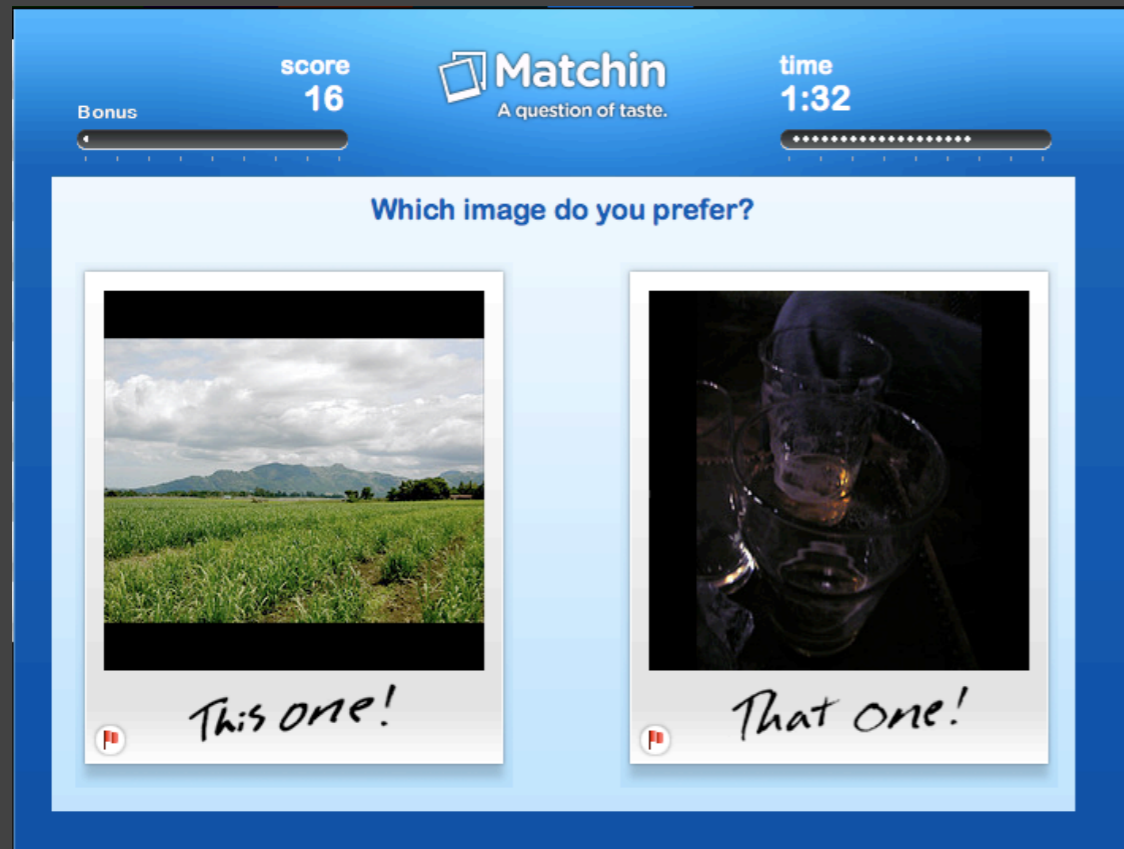 score
16
Bonus
Matchin
A question of taste.
time
1:32
Which image do you prefer?
This one!
That one!